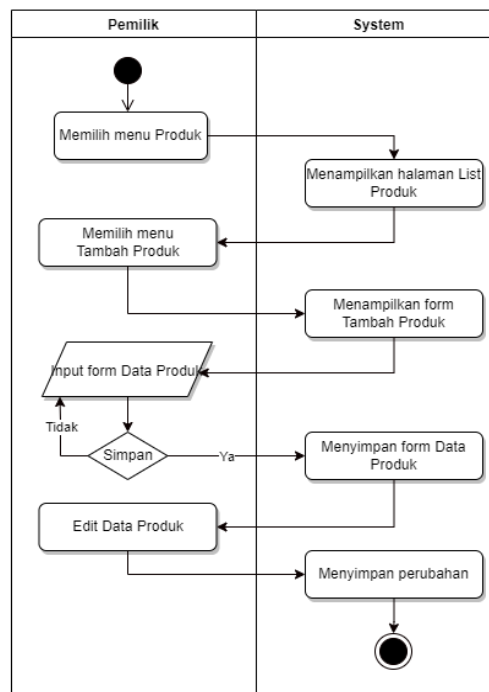 Pemilik
System
Memilih menu Produk
Menampilkan halaman List
Produk
Memilih menu
Tambah Produk
Menampilkan form
Tambah Produk
Input form Data Produk
Tidak
Simpan
Ya
Menyimpan form Data
Produk
Edit Data Produk
Menyimpan perubahan